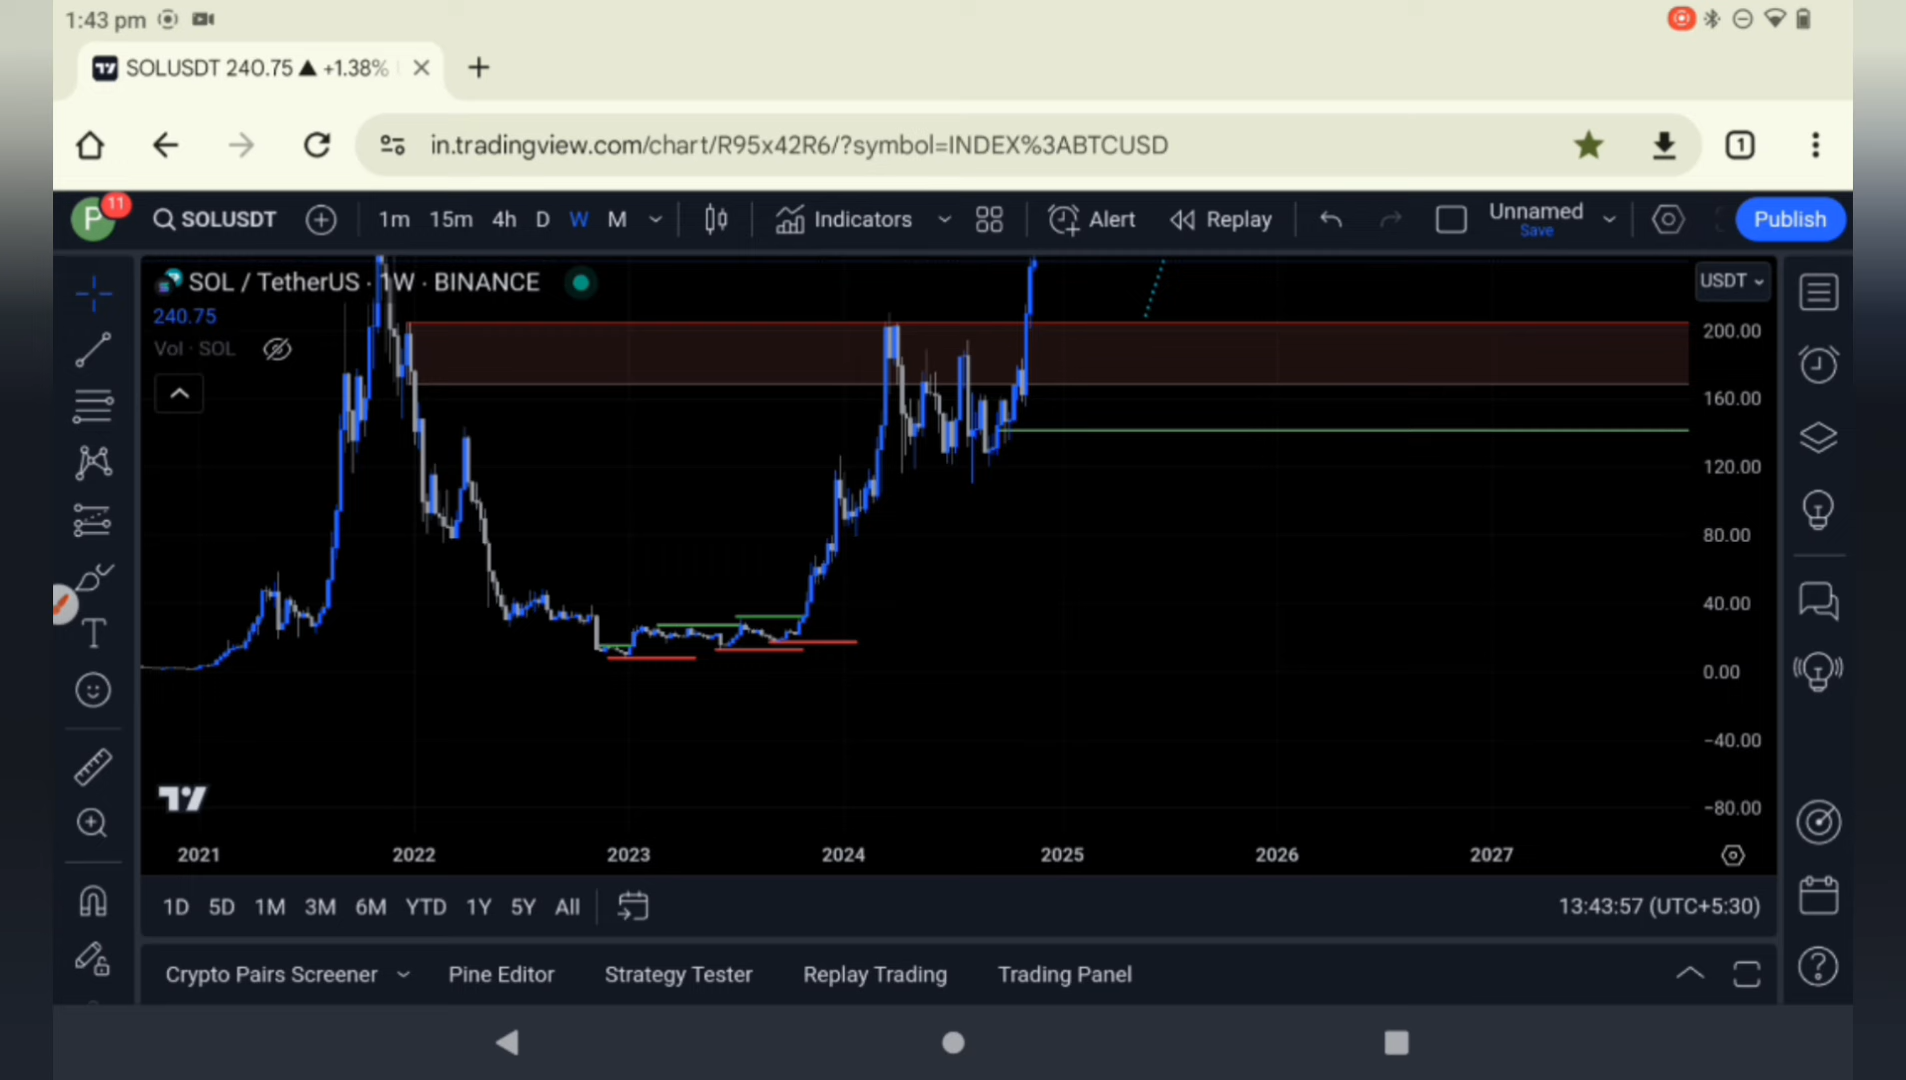 1:43 pm
SOLUSDT 240.75 ▲ +1.38%
in.tradingview.com/chart/R95x42R6/?symbol=INDEX%3ABTCUSD
1
P
11
SOLUSDT
1m 15m 4h D W M
Indicators
Alert
Replay
Unnamed
Save
Publish
SOL / TetherUS · 1W · BINANCE
USDT
240.75
Vol · SOL
200.00
160.00
120.00
80.00
40.00
0.00
−40.00
−80.00
2021 2022 2023 2024 2025 2026 2027
1D 5D 1M 3M 6M YTD 1Y 5Y All
13:43:57 (UTC+5:30)
Crypto Pairs Screener Pine Editor Strategy Tester Replay Trading Trading Panel